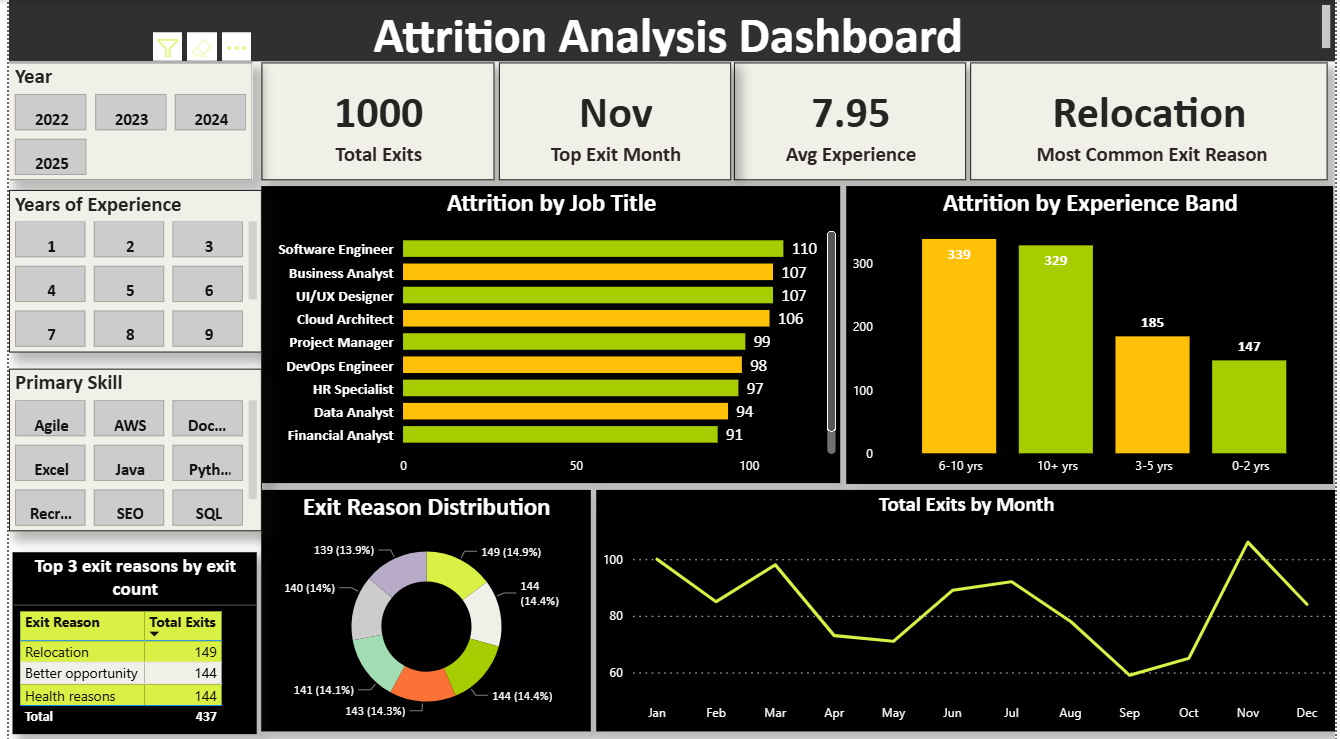 Attrition Analysis Dashboard
Year
2022 2023 2024
2025
1000
Total Exits
Nov
Top Exit Month
7.95
Avg Experience
Relocation
Most Common Exit Reason
Years of Experience
1 2 3
4 5 6
7 8 9
Primary Skill
Agile AWS Doc...
Excel Java Pyth...
Recr... SEO SQL
Attrition by Job Title
Software Engineer 110
Business Analyst 107
UI/UX Designer 107
Cloud Architect 106
Project Manager 99
DevOps Engineer 98
HR Specialist 97
Data Analyst 94
Financial Analyst 91
0 50 100
Attrition by Experience Band
300
200
100
0
339 329 185 147
6-10 yrs 10+ yrs 3-5 yrs 0-2 yrs
Top 3 exit reasons by exit
count
Exit Reason Total Exits
Relocation 149
Better opportunity 144
Health reasons 144
Total 437
Exit Reason Distribution
149 (14.9%)
144
(14.4%)
144 (14.4%)
143 (14.3%)
141 (14.1%)
140 (14%)
139 (13.9%)
Total Exits by Month
100
80
60
Jan Feb Mar Apr May Jun Jul Aug Sep Oct Nov Dec